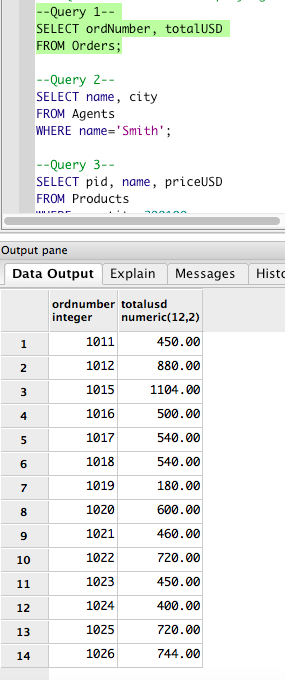 --Query 1--
SELECT ordNumber, totalUSD
FROM Orders;
--Query 2--
SELECT name, city
FROM Agents
WHERE name='Smith';
--Query 3--
SELECT pid, name, priceUSD
FROM Products
Output pane
Data Output Explain Messages Histo
ordnumber totalusd
integer numeric(12,2)
1 1011 450.00
2 1012 880.00
3 1015 1104.00
4 1016 500.00
5 1017 540.00
6 1018 540.00
7 1019 180.00
8 1020 600.00
9 1021 460.00
10 1022 720.00
11 1023 450.00
12 1024 400.00
13 1025 720.00
14 1026 744.00